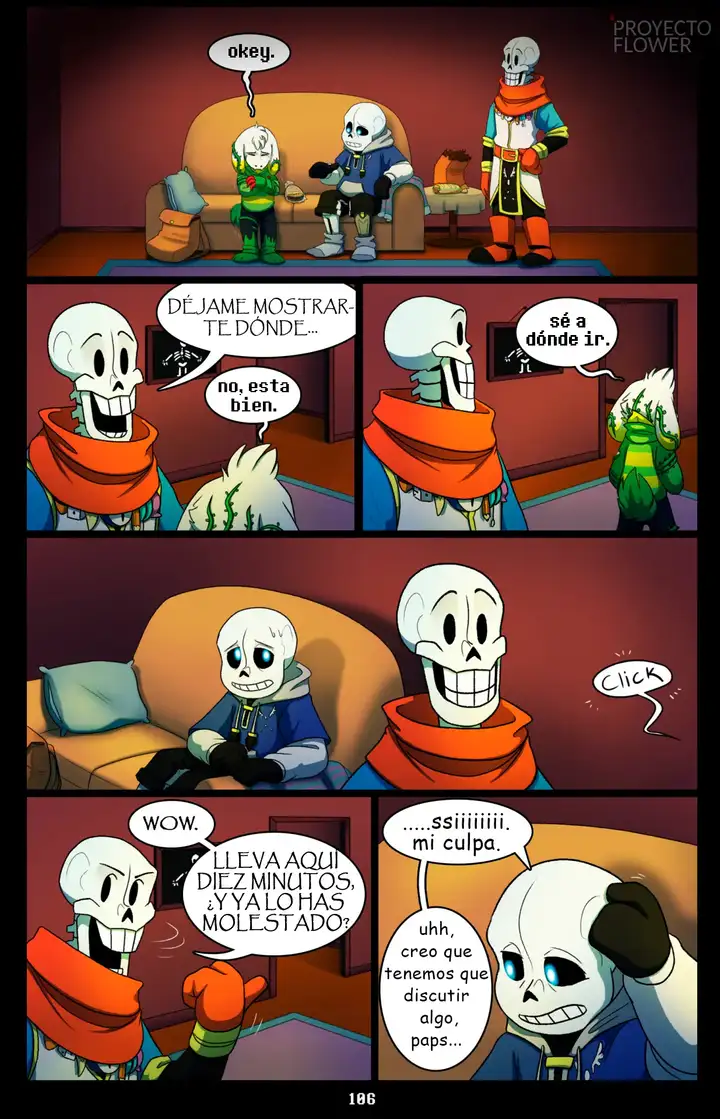 PROYECTO
FLOWER
okey.
DÉJAME MOSTRAR-
TE DÓNDE...
no, esta
bien.
sé a
dónde ir.
Click
WOW.
LLEVA AQUI
DIEZ MINUTOS,
¿Y YA LO HAS
MOLESTADO?
.....ssiiiiiiii.
mi culpa.
uhh,
creo que
tenemos que
discutir
algo,
paps...
106